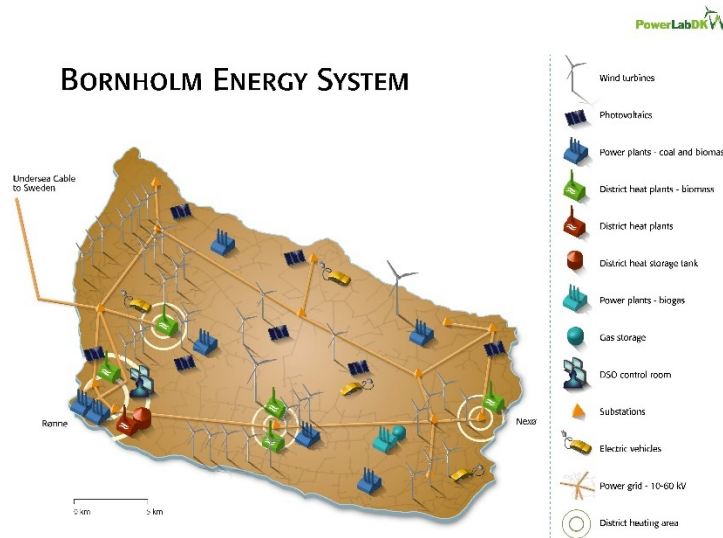 PowerLabDK
BORNHOLM ENERGY SYSTEM
Undersea Cable
to Sweden
Rønne
Nexø
0 km
5 km
Wind turbines
Photovoltaics
Power plants - coal and biomas
District heat plants - biomass
District heat plants
District heat storage tank
Power plants - biogas
Gas storage
DSO control room
Substations
Electric vehicles
Power grid - 10-60 kV
District heating area